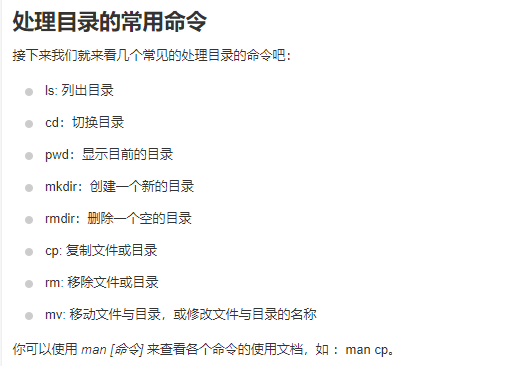 处理目录的常用命令
接下来我们就来看几个常见的处理目录的命令吧：
ls: 列出目录
cd：切换目录
pwd：显示目前的目录
mkdir：创建一个新的目录
rmdir：删除一个空的目录
cp: 复制文件或目录
rm: 移除文件或目录
mv: 移动文件与目录，或修改文件与目录的名称
你可以使用 man [命令] 来查看各个命令的使用文档，如 ：man cp。